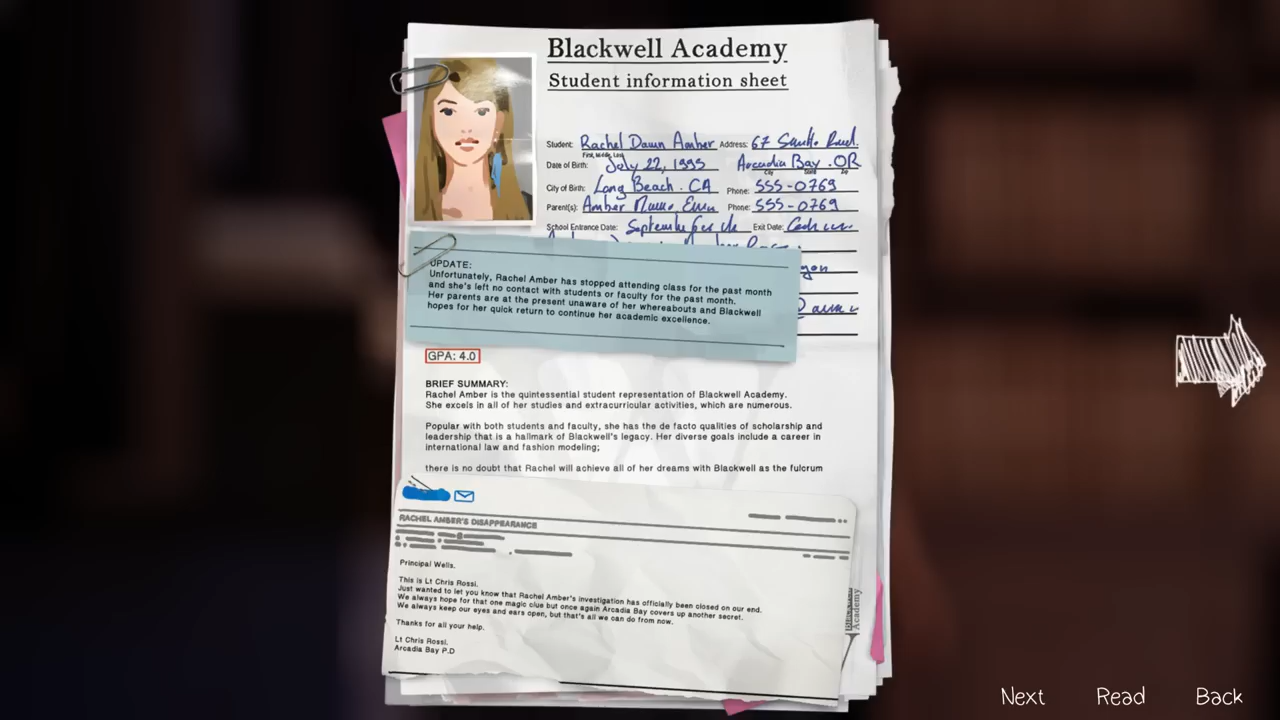 Blackwell Academy
Student information sheet
Student: Rachel Dawn Amber Address:
First, Middle, Last
Date of Birth: July 22, 1995 Arcadia Bay . OR
City State Zip
City of Birth: Long Beach . CA Phone: 555-0769
Parent(s): Amber Phone: 555-0769
School Entrance Date: Exit Date:
UPDATE:
Unfortunately, Rachel Amber has stopped attending class for the past month
and she's left no contact with students or faculty for the past month.
Her parents are at the present unaware of her whereabouts and Blackwell
hopes for her quick return to continue her academic excellence.
GPA: 4.0
BRIEF SUMMARY:
Rachel Amber is the quintessential student representation of Blackwell Academy.
She excels in all of her studies and extracurricular activities, which are numerous.
Popular with both students and faculty, she has the de facto qualities of scholarship and
leadership that is a hallmark of Blackwell's legacy. Her diverse goals include a career in
international law and fashion modeling;
there is no doubt that Rachel will achieve all of her dreams with Blackwell as the fulcrum
RACHEL AMBER'S DISAPPEARANCE
Principal Wells.
This is Lt Chris Rossi.
Just wanted to let you know that Rachel Amber's investigation has officially been closed on our end.
We always hope for that one magic clue but once again Arcadia Bay covers up another secret.
We always keep our eyes and ears open, but that's all we can do from now.
Thanks for all your help.
Lt Chris Rossi.
Arcadia Bay P.D
Blackwell
Academy
Next Read Back